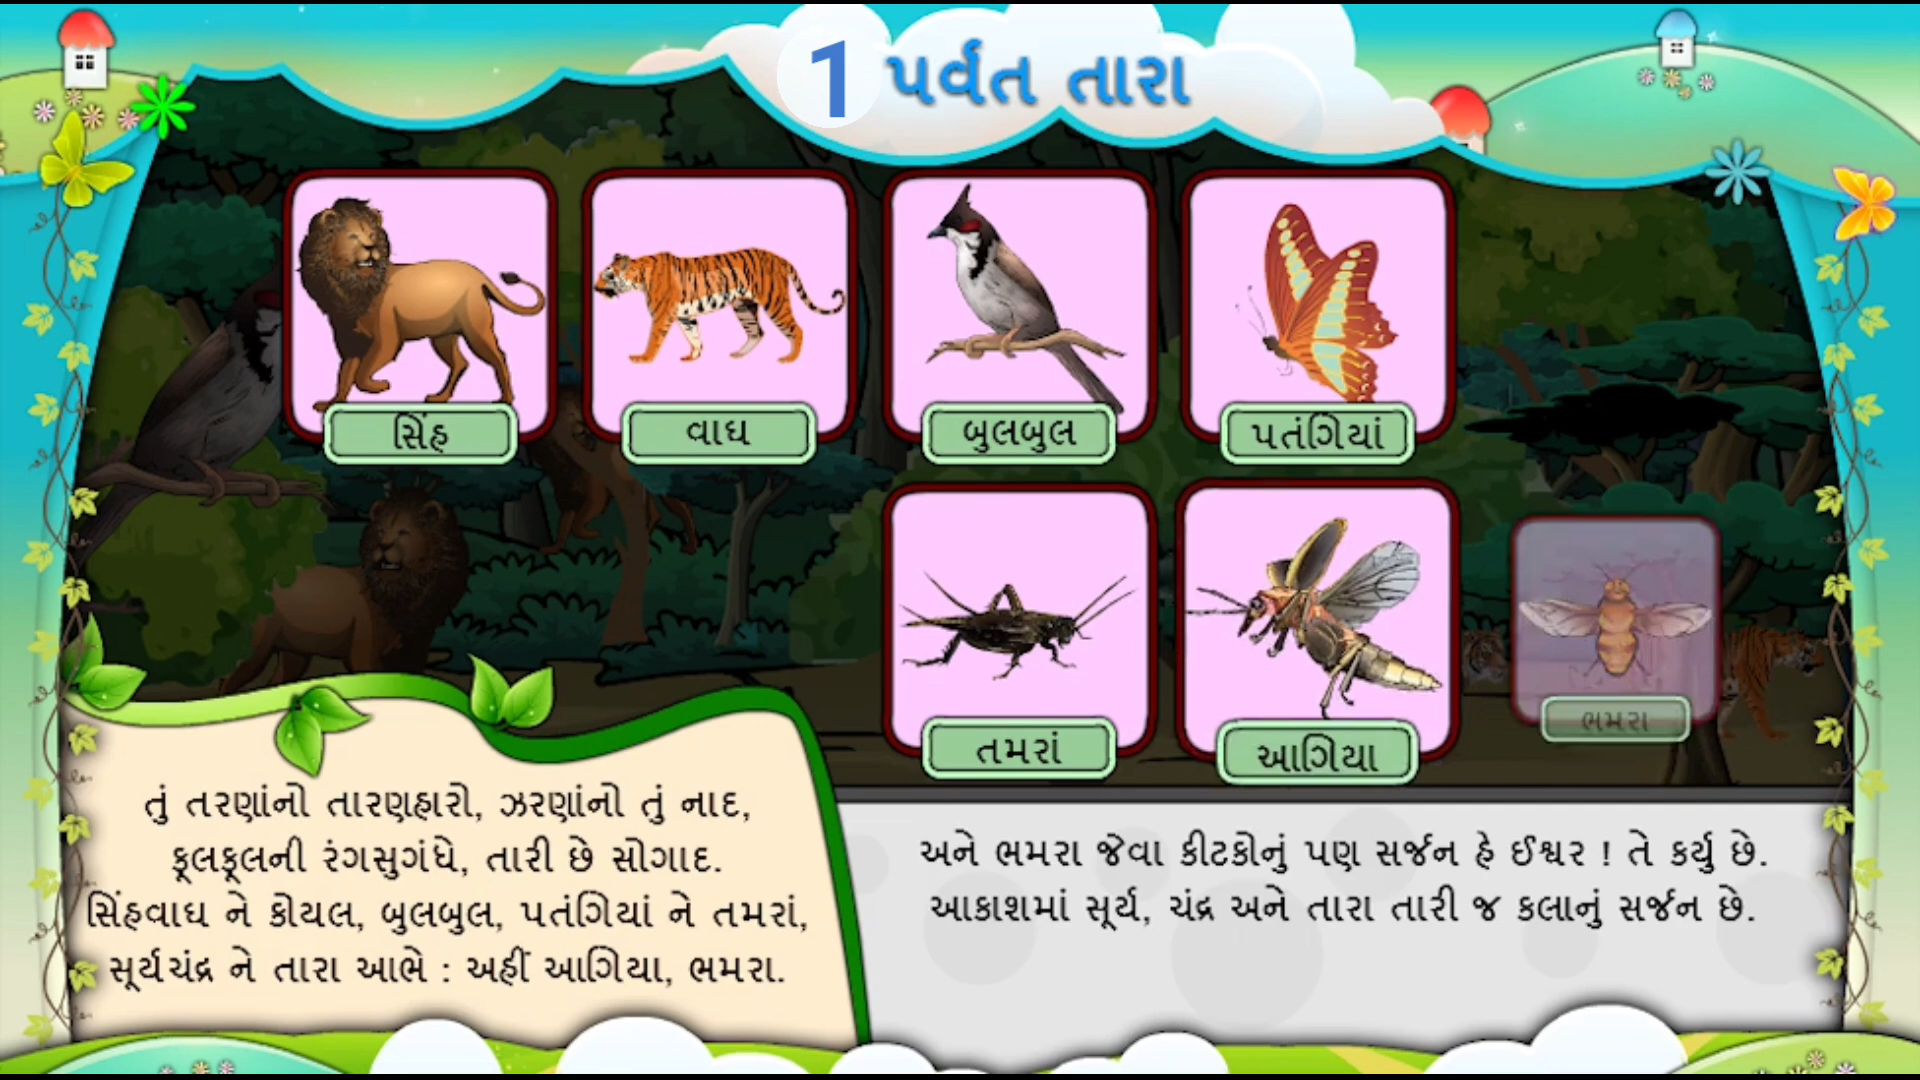 1 પર્વત તારા
સિંહ
વાઘ
બુલબુલ
પતંગિયાં
તમરાં
આગિયા
ભમરા
તું તરણાંનો તારણહારો, ઝરણાંનો તું નાદ,
ફૂલફૂલની રંગસુગંધે, તારી છે સોગાદ.
સિંહવાઘ ને કોયલ, બુલબુલ, પતંગિયાં ને તમરાં,
સૂર્યચંદ્ર ને તારા આભે : અહીં આગિયા, ભમરા.
અને ભમરા જેવા કીટકોનું પણ સર્જન હે ઈશ્વર ! તે કર્યુ છે.
આકાશમાં સૂર્ય, ચંદ્ર અને તારા તારી જ કલાનું સર્જન છે.